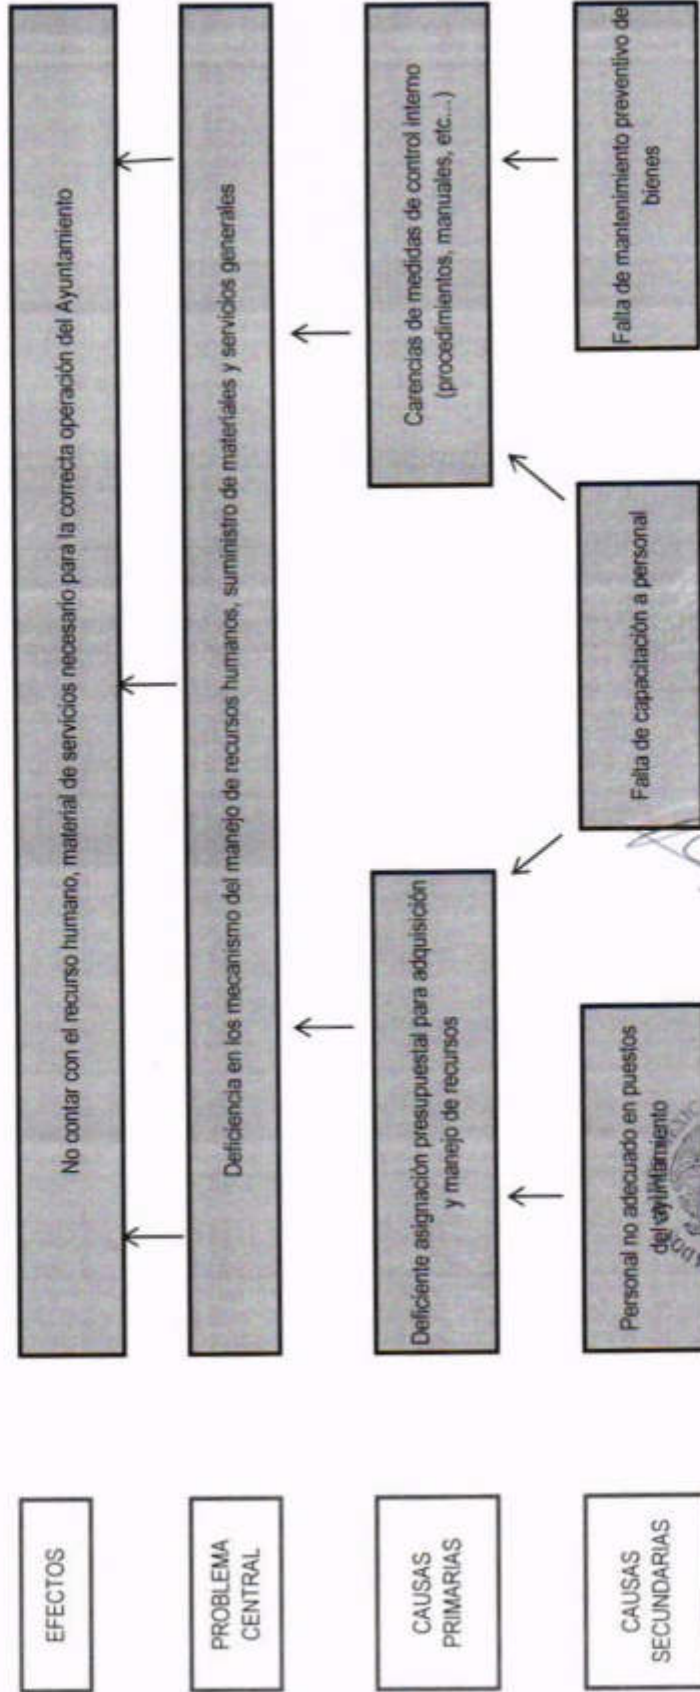 EFECTOS
No contar con el recurso humano, material de servicios necesario para la correcta operación del Ayuntamiento
PROBLEMA
CENTRAL
Deficiencia en los mecanismo del manejo de recursos humanos, suministro de materiales y servicios generales
CAUSAS
PRIMARIAS
Deficiente asignación presupuestal para adquisición
y manejo de recursos
Carencias de medidas de control interno
(procedimientos, manuales, etc...)
CAUSAS
SECUNDARIAS
Personal no adecuado en puestos
del ayuntamiento
Falta de capacitación a personal
Falta de mantenimiento preventivo de
bienes